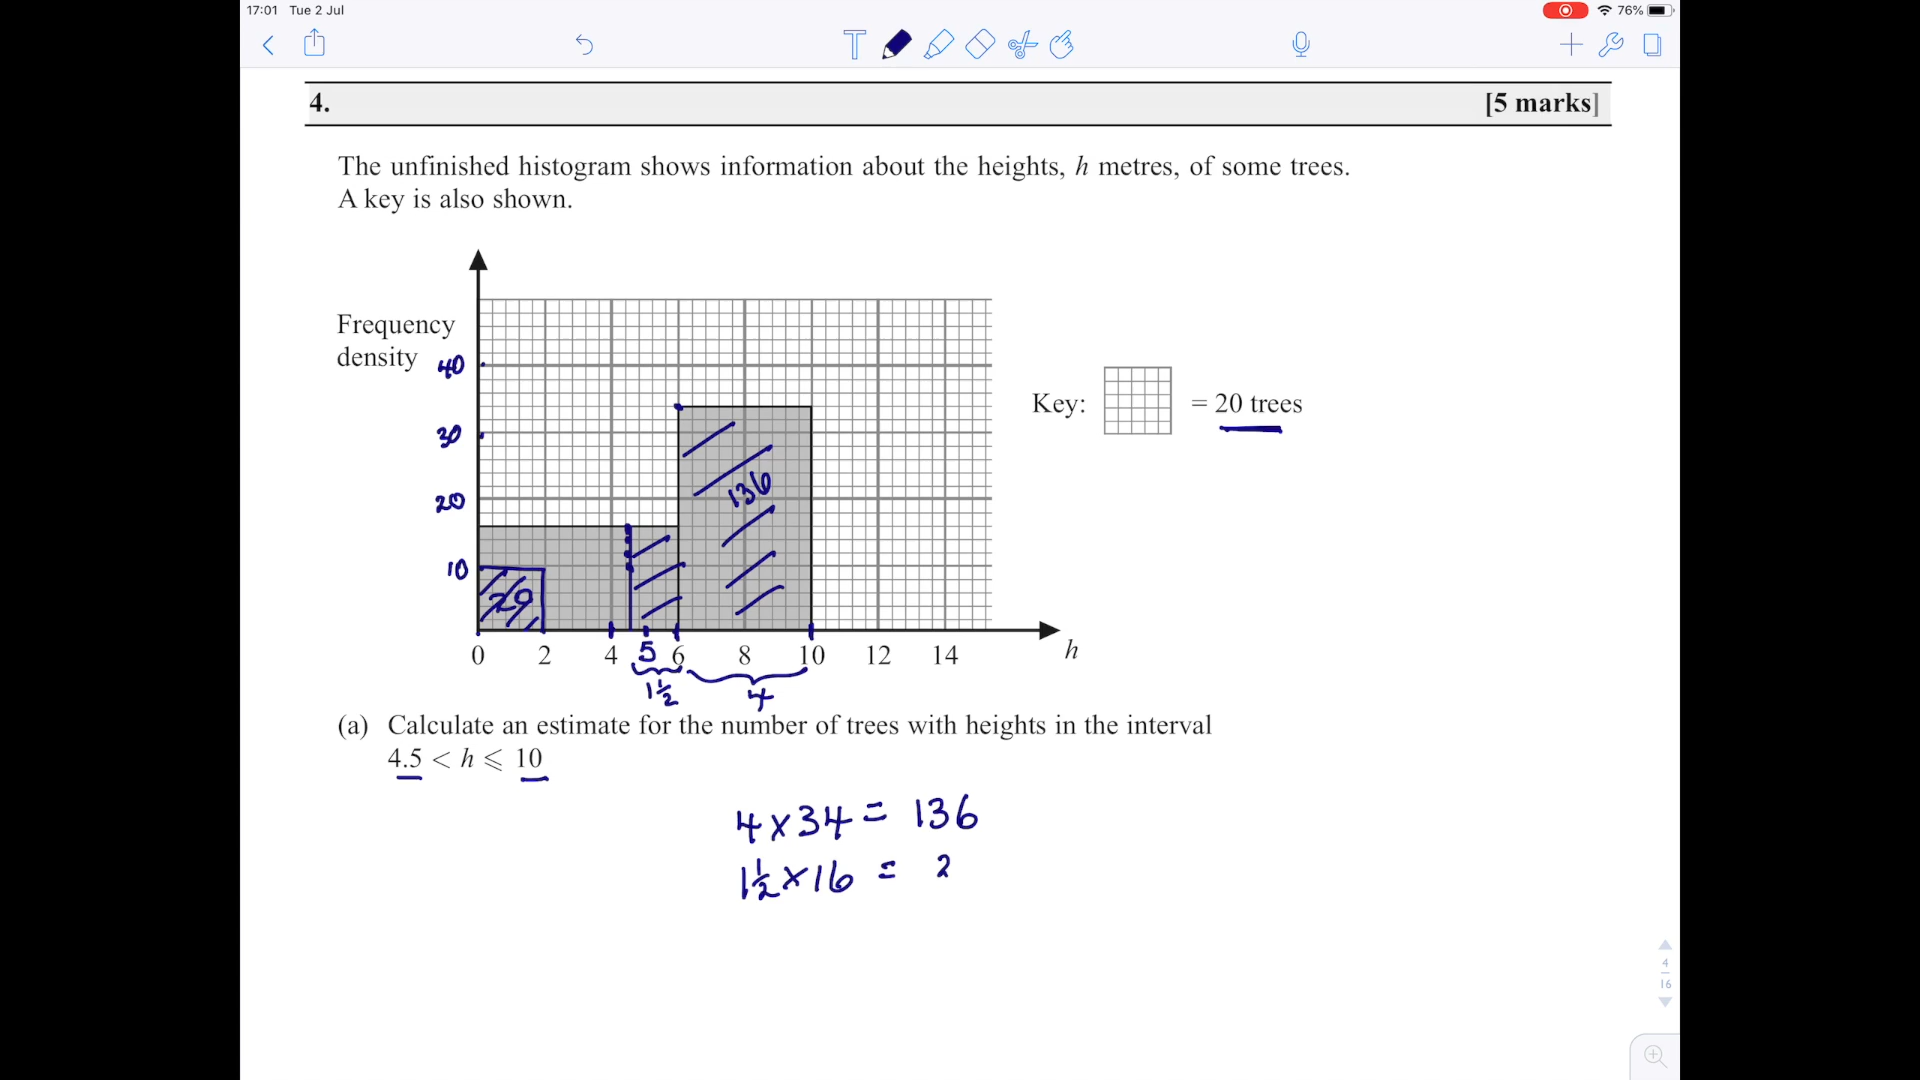 17:01 Tue 2 Jul
76%
T
4. [5 marks]
The unfinished histogram shows information about the heights, h metres, of some trees.
A key is also shown.
Frequency
density
40
30
20
10
136
20
Key: = 20 trees
0 2 4 5 6 8 10 12 14 h
1½ 4
(a) Calculate an estimate for the number of trees with heights in the interval
4.5 < h ⩽ 10
4 × 34 = 136
1½ × 16 = 2
4
16